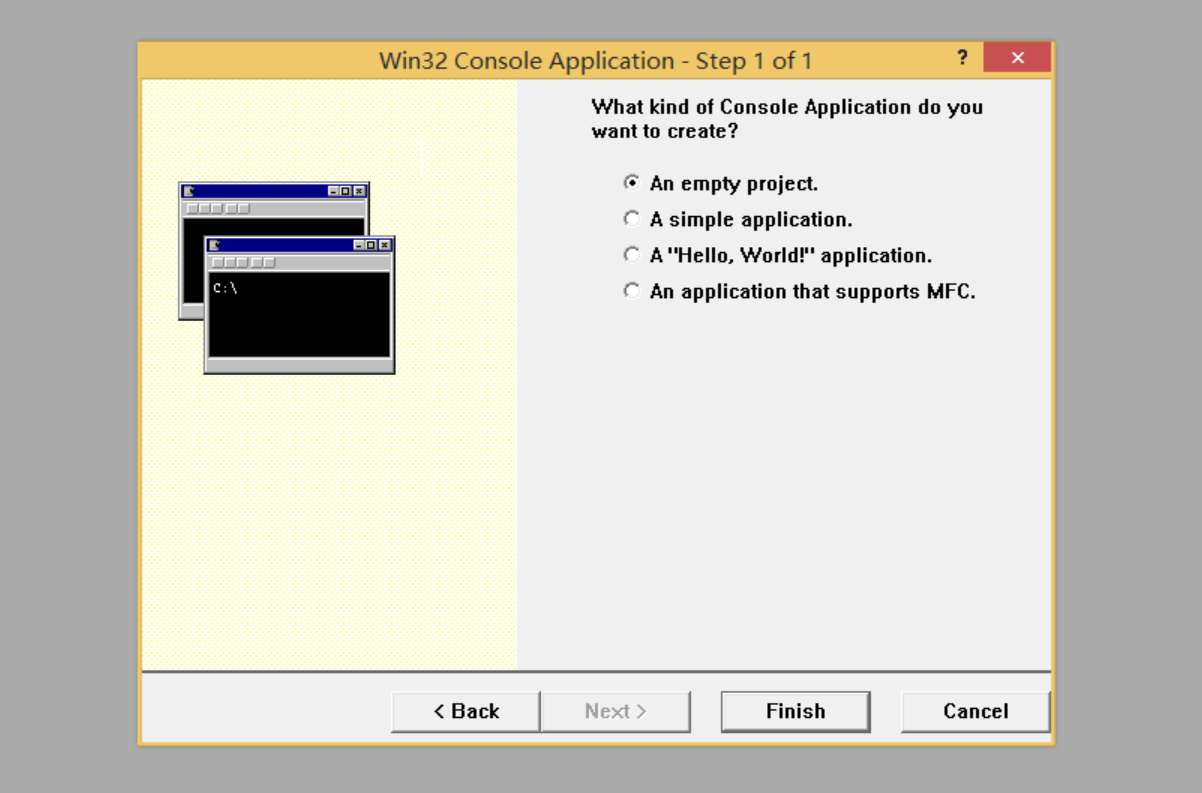 Win32 Console Application - Step 1 of 1
?
What kind of Console Application do you
want to create?
An empty project.
A simple application.
A "Hello, World!" application.
An application that supports MFC.
C:\
< Back
Next >
Finish
Cancel